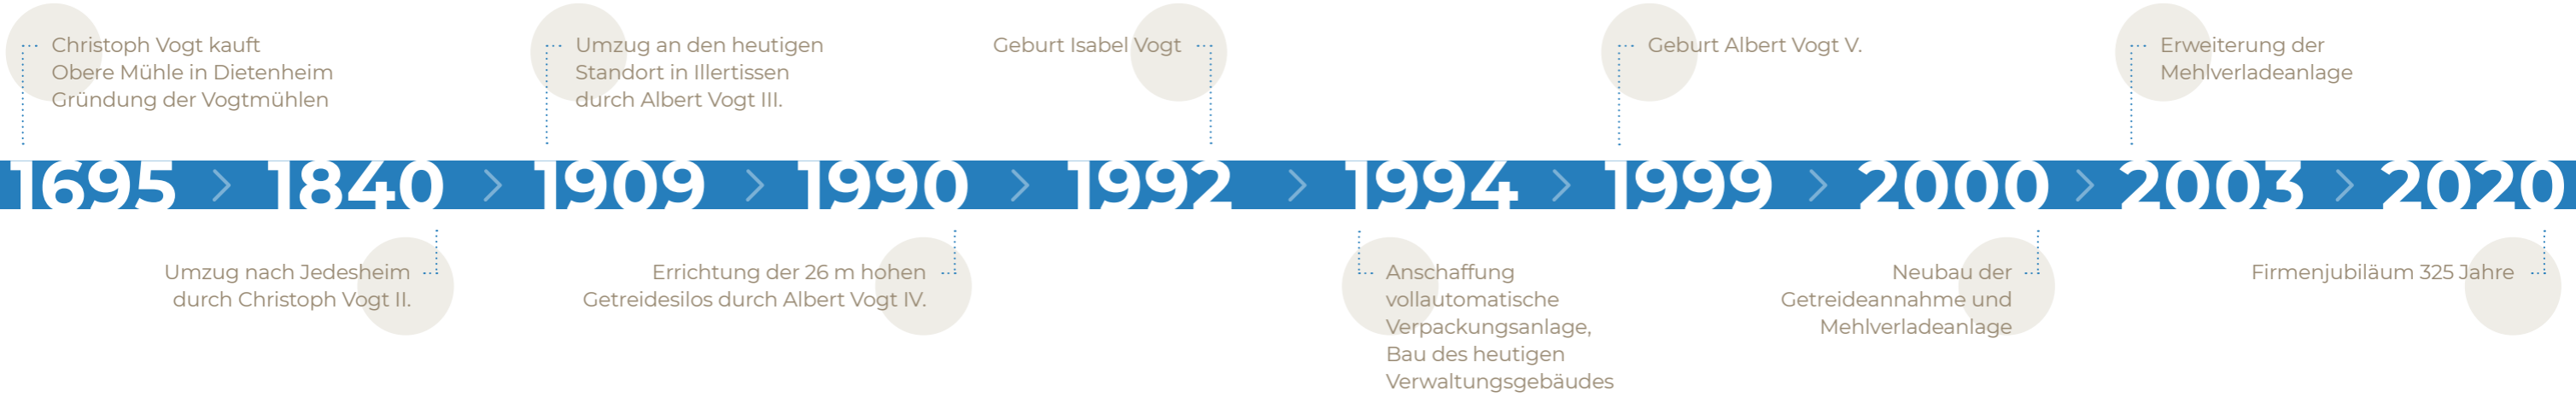 Christoph Vogt kauft
Obere Mühle in Dietenheim
Gründung der Vogtmühlen
Umzug an den heutigen
Standort in Illertissen
durch Albert Vogt III.
Geburt Isabel Vogt
Geburt Albert Vogt V.
Erweiterung der
Mehlverladeanlage
1695 > 1840 > 1909 > 1990 > 1992 > 1994 > 1999 > 2000 > 2003 > 2020
Umzug nach Jedesheim
durch Christoph Vogt II.
Errichtung der 26 m hohen
Getreidesilos durch Albert Vogt IV.
Anschaffung
vollautomatische
Verpackungsanlage,
Bau des heutigen
Verwaltungsgebäudes
Neubau der
Getreideannahme und
Mehlverladeanlage
Firmenjubiläum 325 Jahre